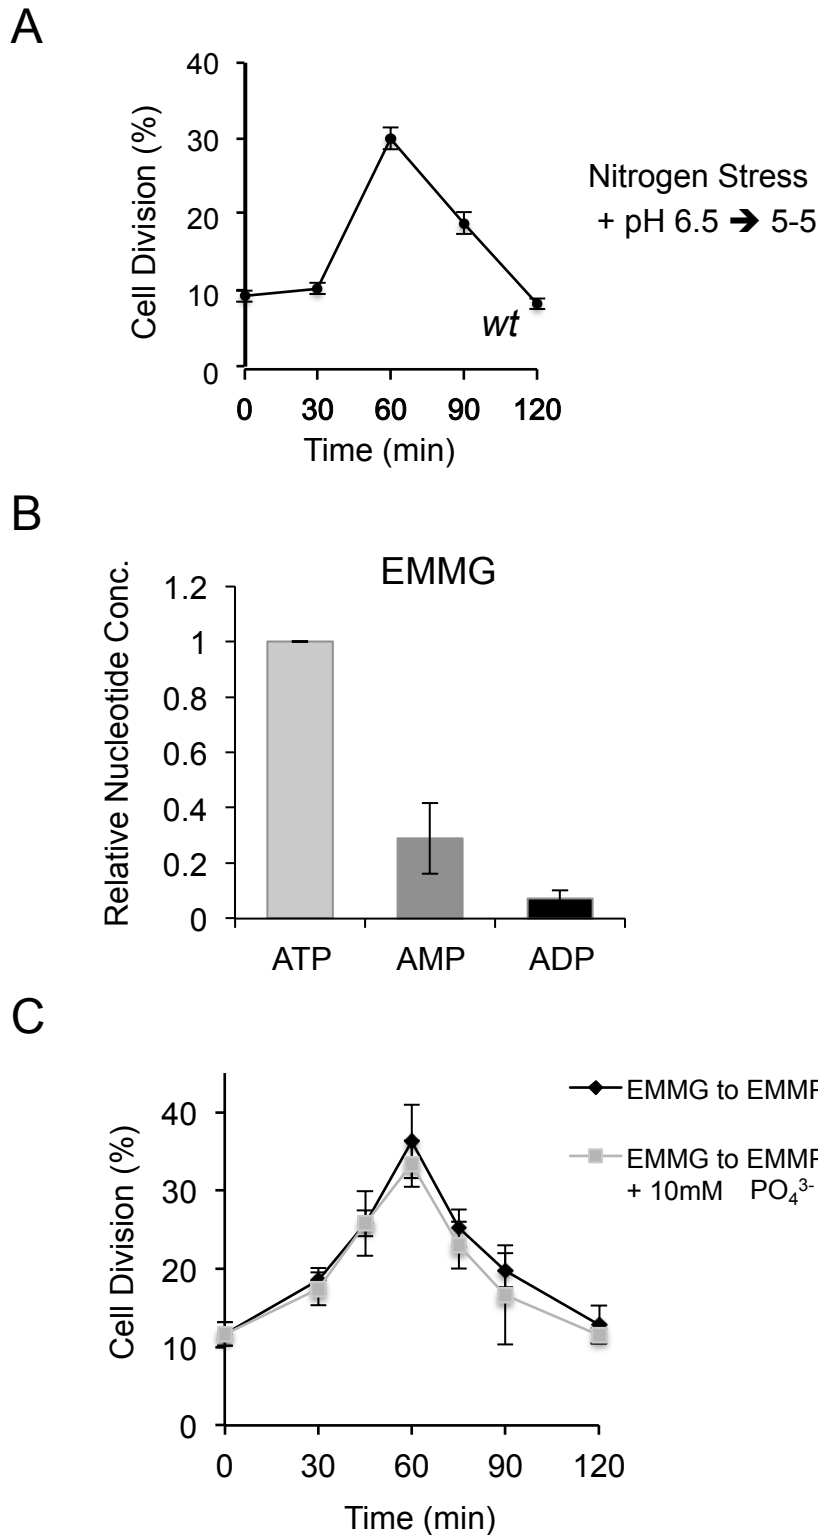 A
40
30
20
10
0
Cell Division (%)
wt
0 30 60 90 120
Time (min)
Nitrogen Stress
+ pH 6.5 ➔ 5-5
B
EMMG
1.2
1
0.8
0.6
0.4
0.2
0
Relative Nucleotide Conc.
ATP AMP ADP
C
40
30
20
10
0
Cell Division (%)
0 30 60 90 120
Time (min)
EMMG to EMMP
EMMG to EMMP
+ 10mM PO₄³⁻